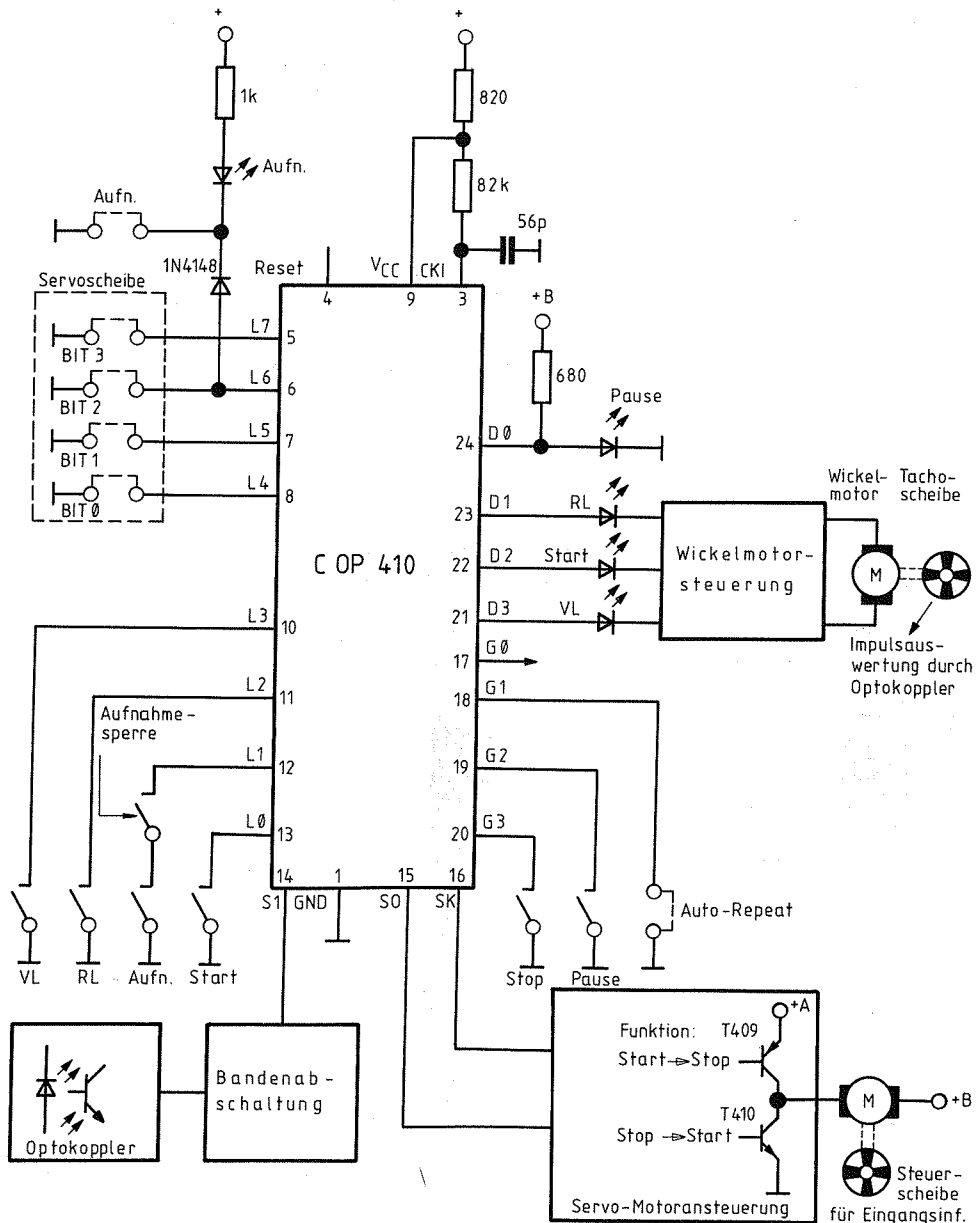 +
+
1k
820
Aufn.
82k
Aufn.
56p
1N4148
Reset
VCC
CKI
Servoscheibe
4
9
3
+B
BIT 3
L7
5
680
BIT 2
L6
6
Pause
BIT 1
L5
7
24
D0
BIT 0
L4
8
Wickel-
motor
Tacho-
scheibe
23
D1
RL
C OP 410
22
D2
Start
Wickelmotor-
steuerung
M
L3
10
21
D3
VL
17
G0
Impulsaus-
wertung durch
Optokoppler
L2
11
18
G1
Aufnahme-
sperre
L1
12
19
G2
L0
13
20
G3
14
1
15
16
S1
GND
SO
SK
Auto-Repeat
VL
RL
Aufn.
Start
Stop
Pause
+A
Funktion:
T409
Start→Stop
Bandenab-
schaltung
T410
M
+B
Stop→Start
Optokoppler
Steuer-
scheibe
für Eingangsinf.
Servo-Motoransteuerung